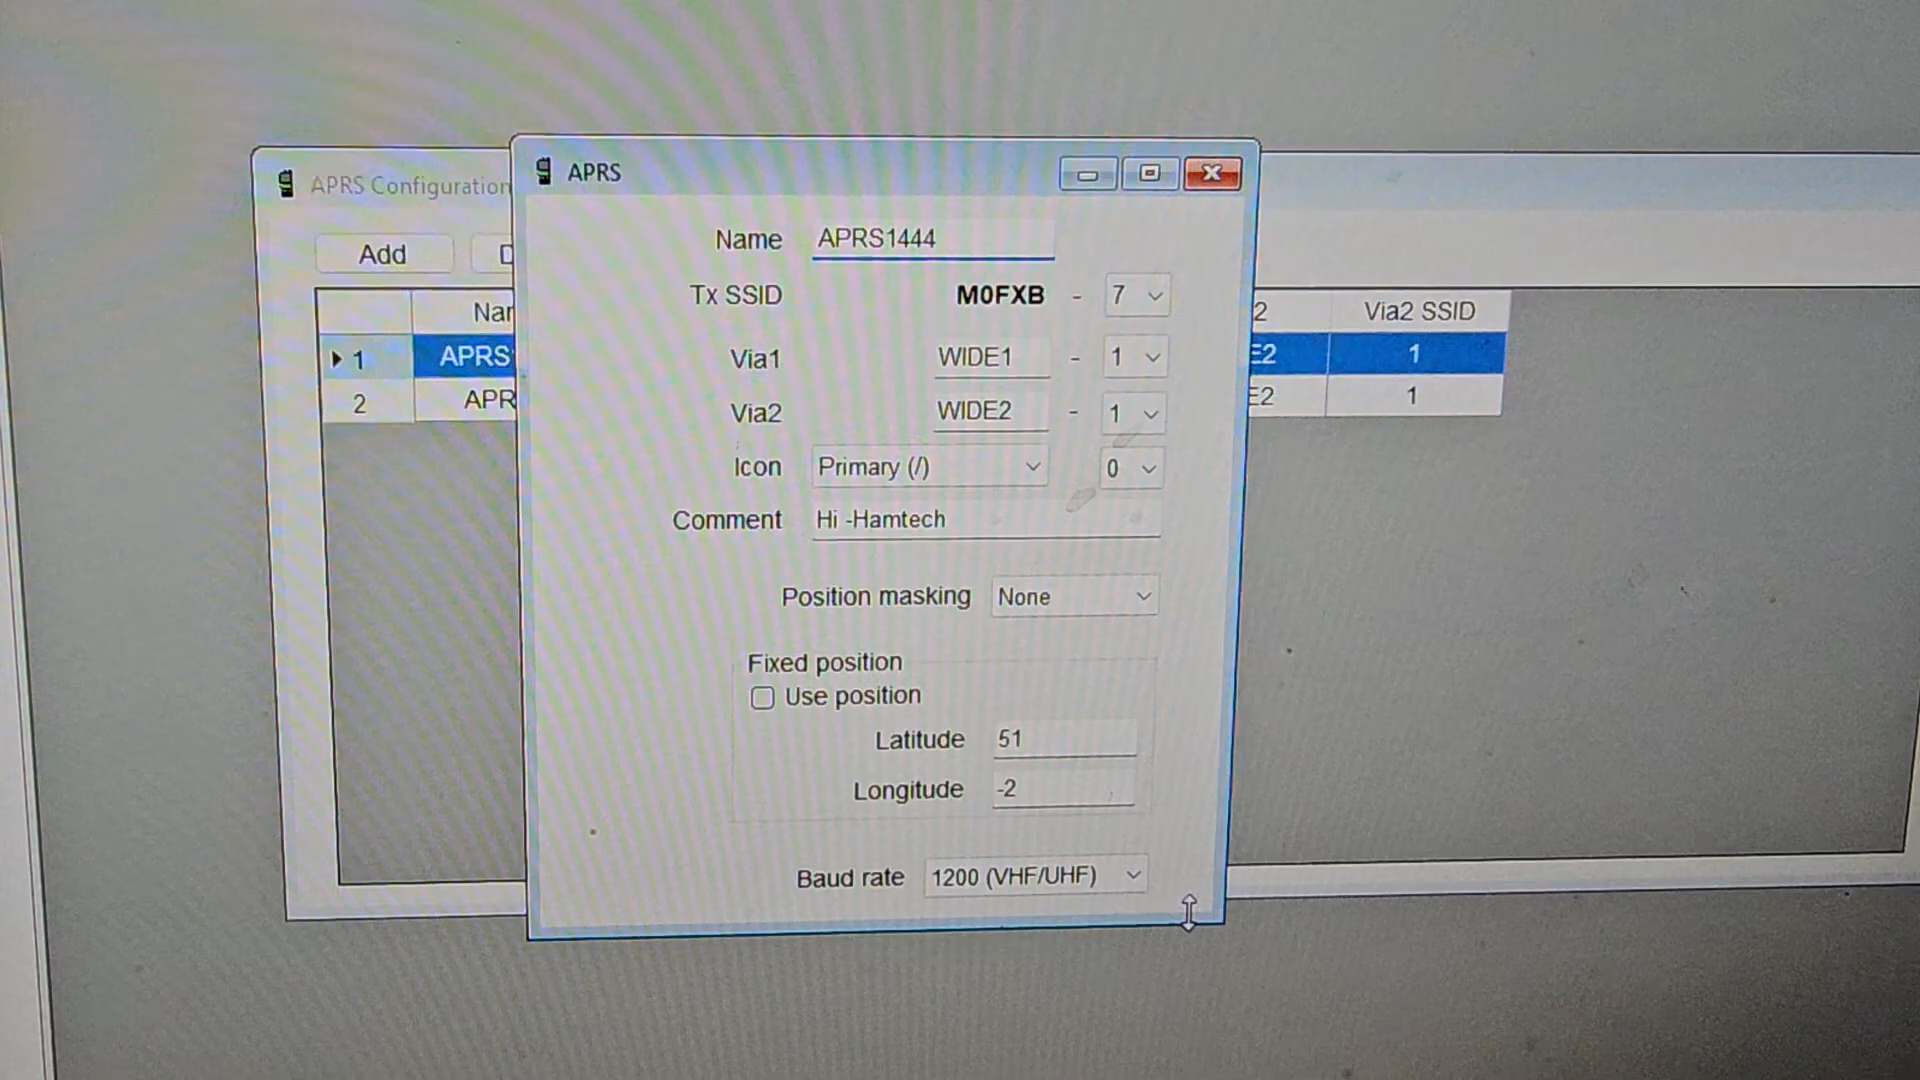 APRS Configuration
Add
APRS
Name APRS1444
Tx SSID M0FXB - 7
Via1 WIDE1 - 1
Via2 WIDE2 - 1
Icon Primary (/) 0
Comment Hi -Hamtech
Position masking None
Fixed position
Use position
Latitude 51
Longitude -2
Baud rate 1200 (VHF/UHF)
2 Via2 SSID
1 APRS E2 1
2 APR E2 1